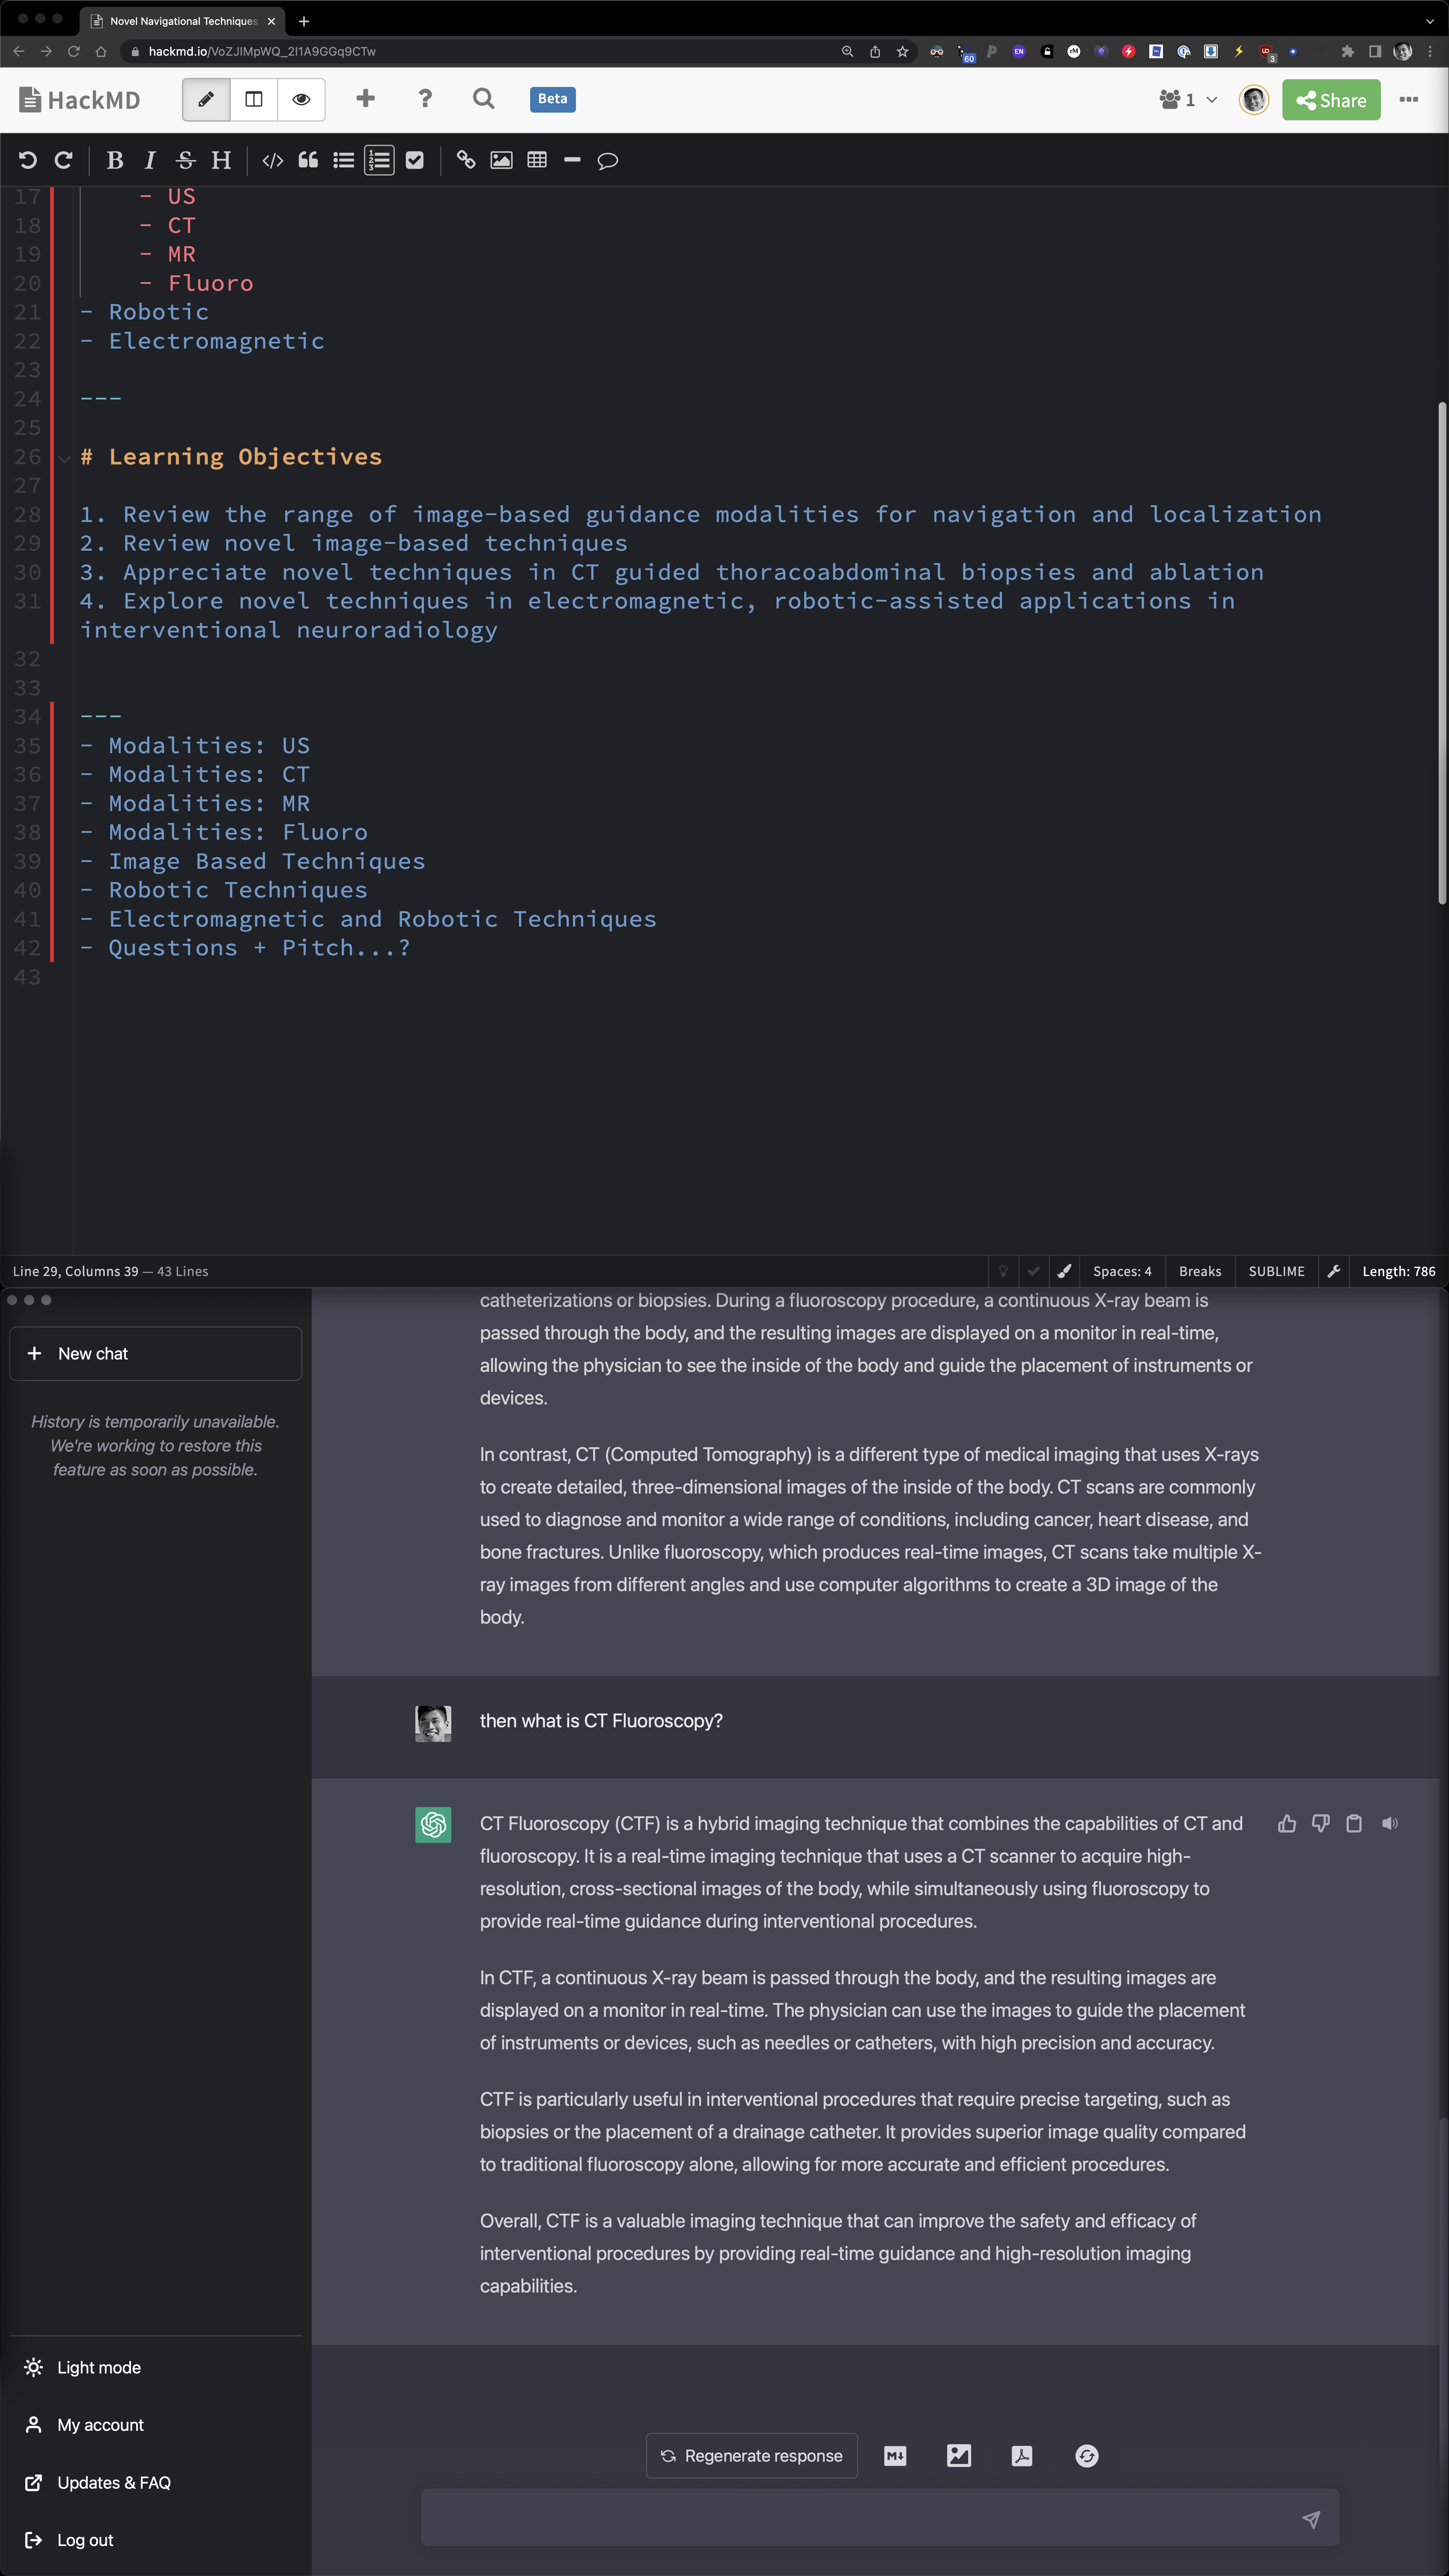 Novel Navigational Techniques
hackmd.io/VoZJIMpWQ_2I1A9GGq9CTw
60
EN
3
HackMD
Beta
1
Share
17 - US
18 - CT
19 - MR
20 - Fluoro
21 - Robotic
22 - Electromagnetic
23
24 ---
25
26 # Learning Objectives
27
28 1. Review the range of image-based guidance modalities for navigation and localization
29 2. Review novel image-based techniques
30 3. Appreciate novel techniques in CT guided thoracoabdominal biopsies and ablation
31 4. Explore novel techniques in electromagnetic, robotic-assisted applications in
interventional neuroradiology
32
33
34 ---
35 - Modalities: US
36 - Modalities: CT
37 - Modalities: MR
38 - Modalities: Fluoro
39 - Image Based Techniques
40 - Robotic Techniques
41 - Electromagnetic and Robotic Techniques
42 - Questions + Pitch...?
43
Line 29, Columns 39 — 43 Lines
Spaces: 4
Breaks
SUBLIME
Length: 786
New chat
History is temporarily unavailable.
We're working to restore this
feature as soon as possible.
catheterizations or biopsies. During a fluoroscopy procedure, a continuous X-ray beam is
passed through the body, and the resulting images are displayed on a monitor in real-time,
allowing the physician to see the inside of the body and guide the placement of instruments or
devices.
In contrast, CT (Computed Tomography) is a different type of medical imaging that uses X-rays
to create detailed, three-dimensional images of the inside of the body. CT scans are commonly
used to diagnose and monitor a wide range of conditions, including cancer, heart disease, and
bone fractures. Unlike fluoroscopy, which produces real-time images, CT scans take multiple X-
ray images from different angles and use computer algorithms to create a 3D image of the
body.
then what is CT Fluoroscopy?
CT Fluoroscopy (CTF) is a hybrid imaging technique that combines the capabilities of CT and
fluoroscopy. It is a real-time imaging technique that uses a CT scanner to acquire high-
resolution, cross-sectional images of the body, while simultaneously using fluoroscopy to
provide real-time guidance during interventional procedures.
In CTF, a continuous X-ray beam is passed through the body, and the resulting images are
displayed on a monitor in real-time. The physician can use the images to guide the placement
of instruments or devices, such as needles or catheters, with high precision and accuracy.
CTF is particularly useful in interventional procedures that require precise targeting, such as
biopsies or the placement of a drainage catheter. It provides superior image quality compared
to traditional fluoroscopy alone, allowing for more accurate and efficient procedures.
Overall, CTF is a valuable imaging technique that can improve the safety and efficacy of
interventional procedures by providing real-time guidance and high-resolution imaging
capabilities.
Light mode
My account
Updates & FAQ
Log out
Regenerate response